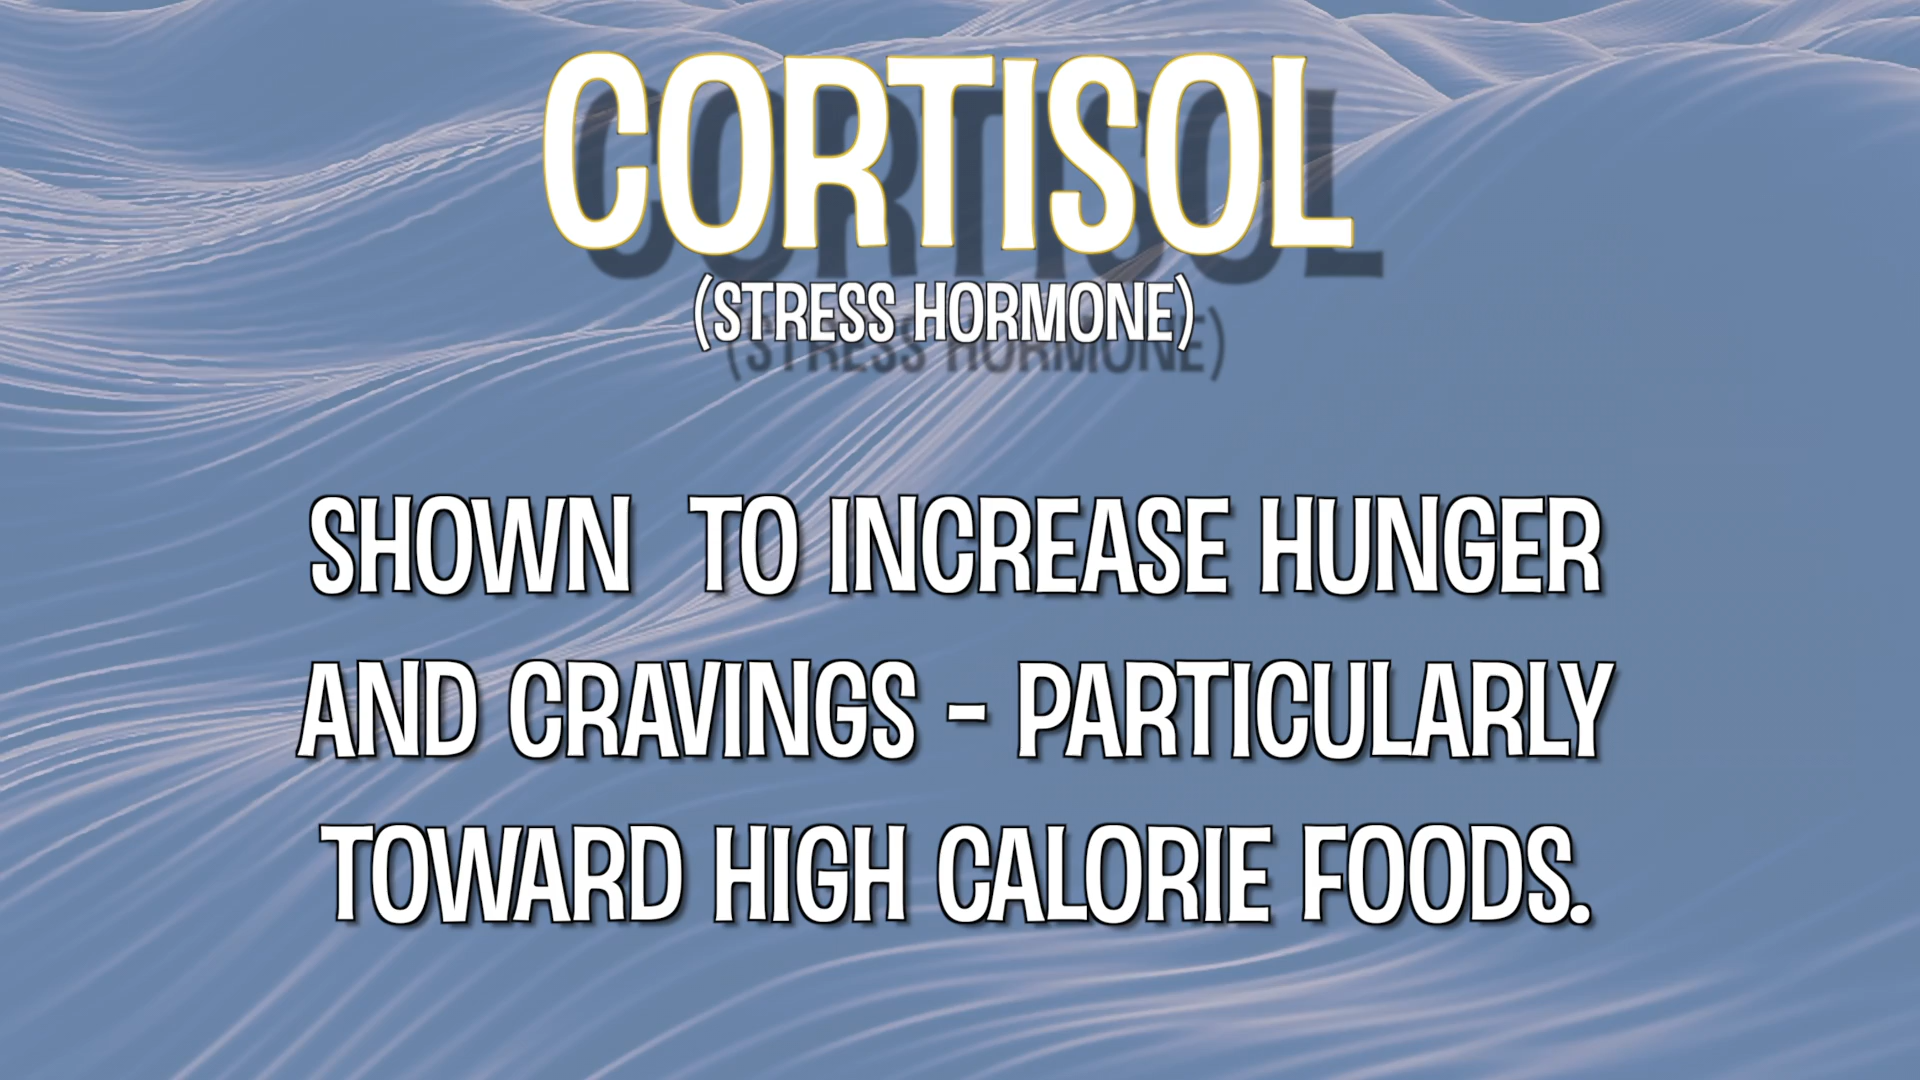 CORTISOL
(STRESS HORMONE)
SHOWN  TO INCREASE HUNGER
AND CRAVINGS - PARTICULARLY
TOWARD HIGH CALORIE FOODS.